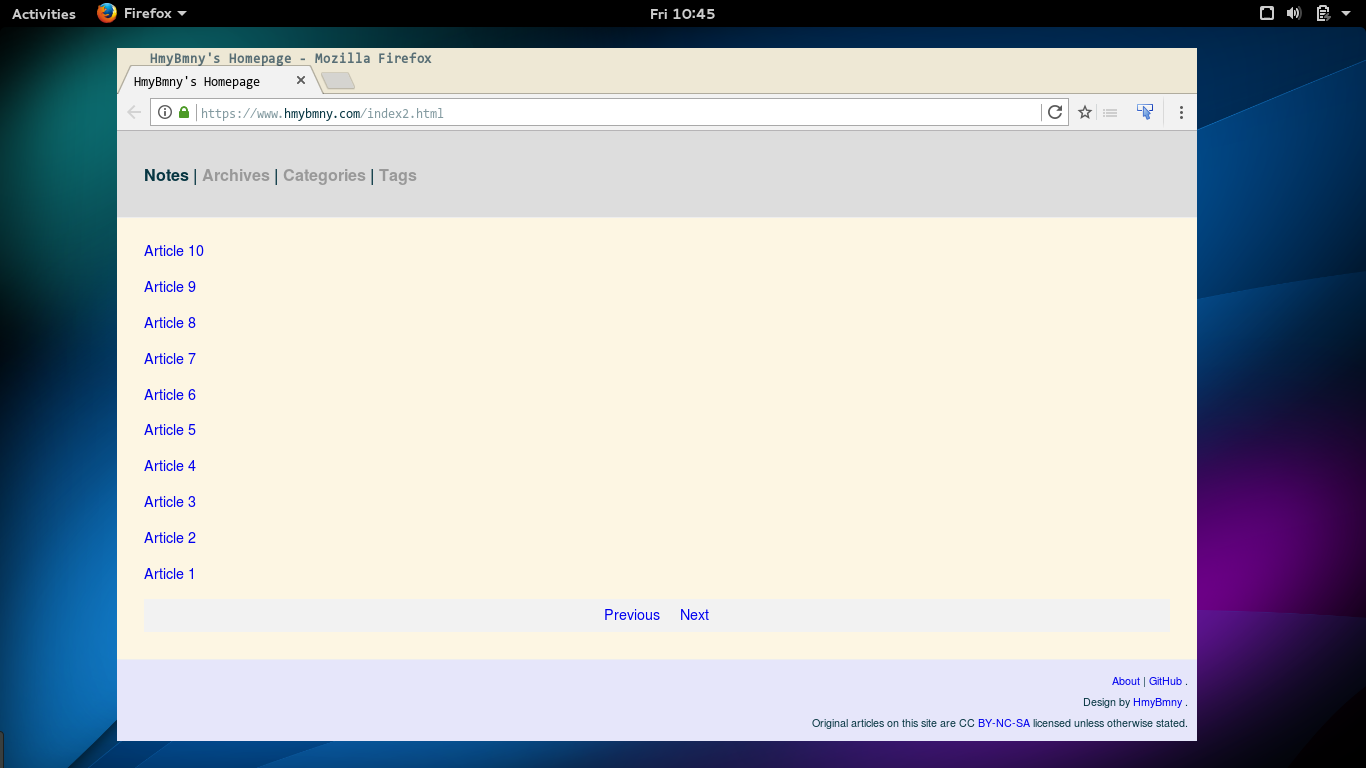 Activities Firefox Fri 10:45
HmyBmny's Homepage - Mozilla Firefox
HmyBmny's Homepage
https://www.hmybmny.com/index2.html
Notes | Archives | Categories | Tags
Article 10
Article 9
Article 8
Article 7
Article 6
Article 5
Article 4
Article 3
Article 2
Article 1
Previous Next
About | GitHub .
Design by HmyBmny .
Original articles on this site are CC BY-NC-SA licensed unless otherwise stated.